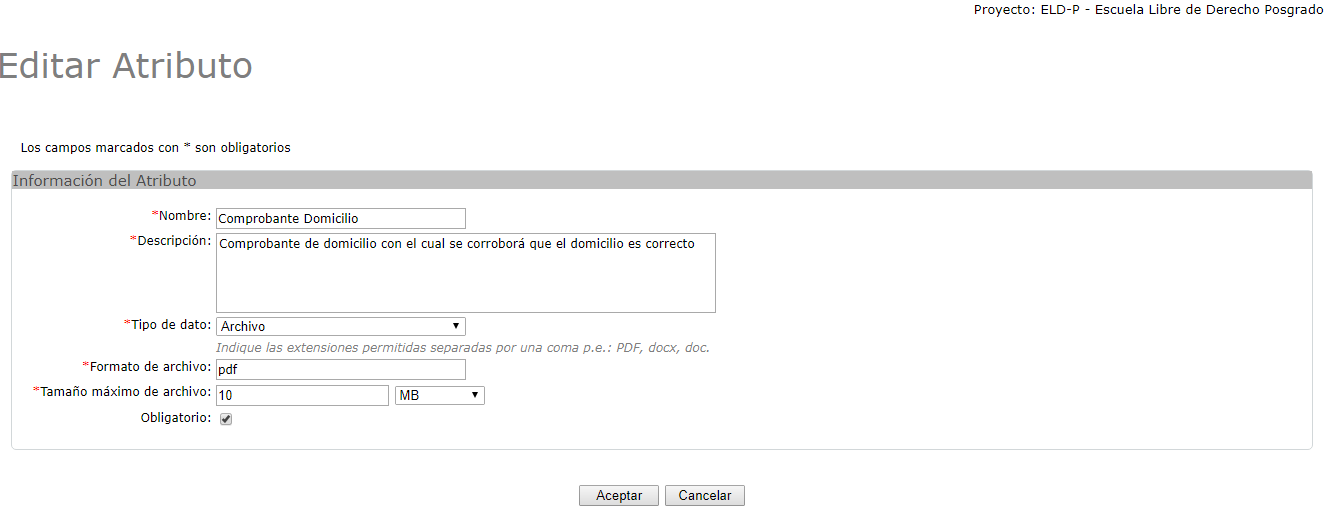 Proyecto: ELD-P - Escuela Libre de Derecho Posgrado
Editar Atributo
Los campos marcados con * son obligatorios
Información del Atributo
*Nombre: Comprobante Domicilio
*Descripción: Comprobante de domicilio con el cual se corroborá que el domicilio es correcto
*Tipo de dato: Archivo
Indique las extensiones permitidas separadas por una coma p.e.: PDF, docx, doc.
*Formato de archivo: pdf
*Tamaño máximo de archivo: 10 MB
Obligatorio:
Aceptar Cancelar